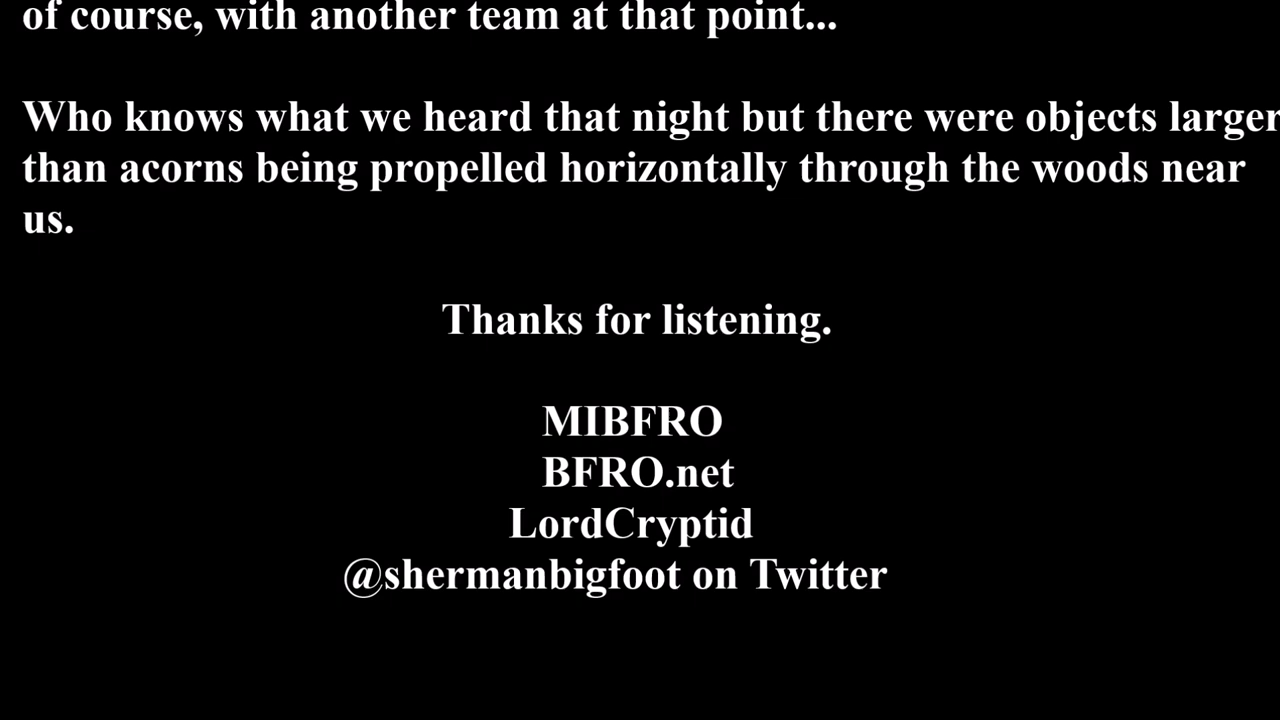 of course, with another team at that point...
Who knows what we heard that night but there were objects larger
than acorns being propelled horizontally through the woods near
us.
Thanks for listening.
MIBFRO
BFRO.net
LordCryptid
@shermanbigfoot on Twitter